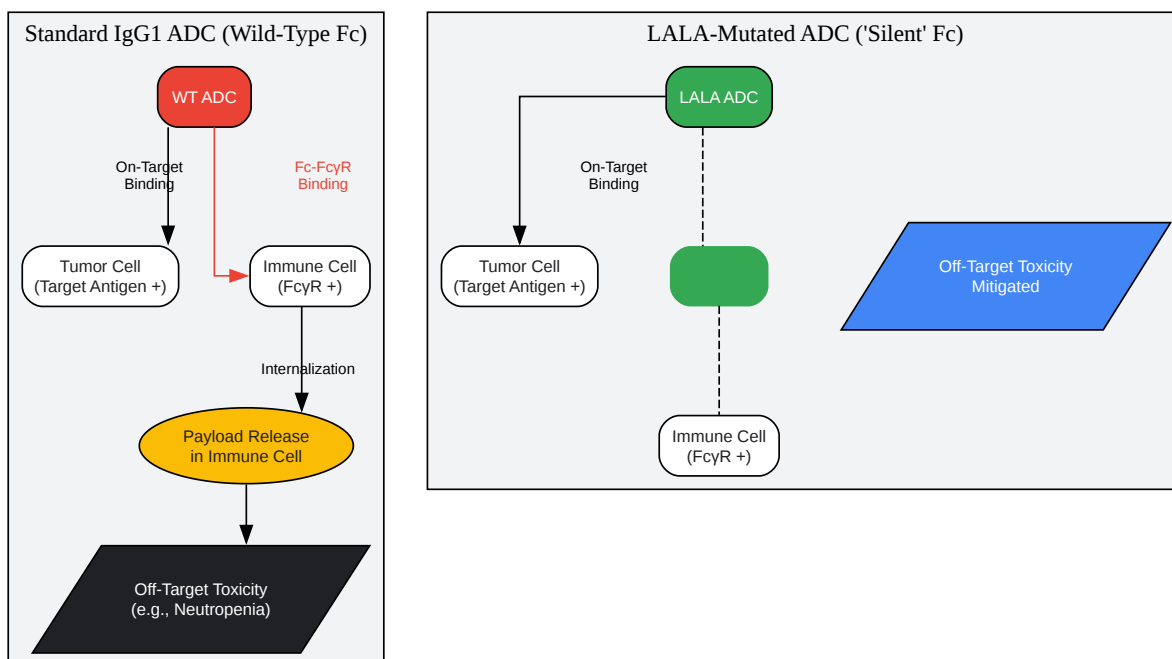 Standard IgG1 ADC (Wild-Type Fc)
WT ADC
On-Target
Binding
Fc-FcγR
Binding
Tumor Cell
(Target Antigen +)
Immune Cell
(FcγR +)
Internalization
Payload Release
in Immune Cell
Off-Target Toxicity
(e.g., Neutropenia)
LALA-Mutated ADC ('Silent' Fc)
LALA ADC
On-Target
Binding
Tumor Cell
(Target Antigen +)
Off-Target Toxicity
Mitigated
Immune Cell
(FcγR +)